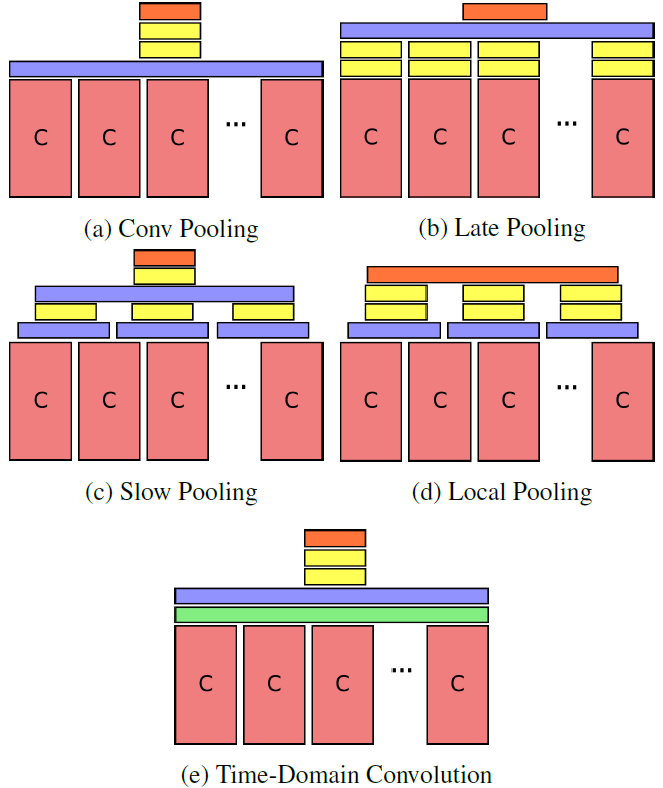 C C C ... C
(a) Conv Pooling
C C C ... C
(b) Late Pooling
C C C ... C
(c) Slow Pooling
C C C ... C
(d) Local Pooling
C C C ... C
(e) Time-Domain Convolution